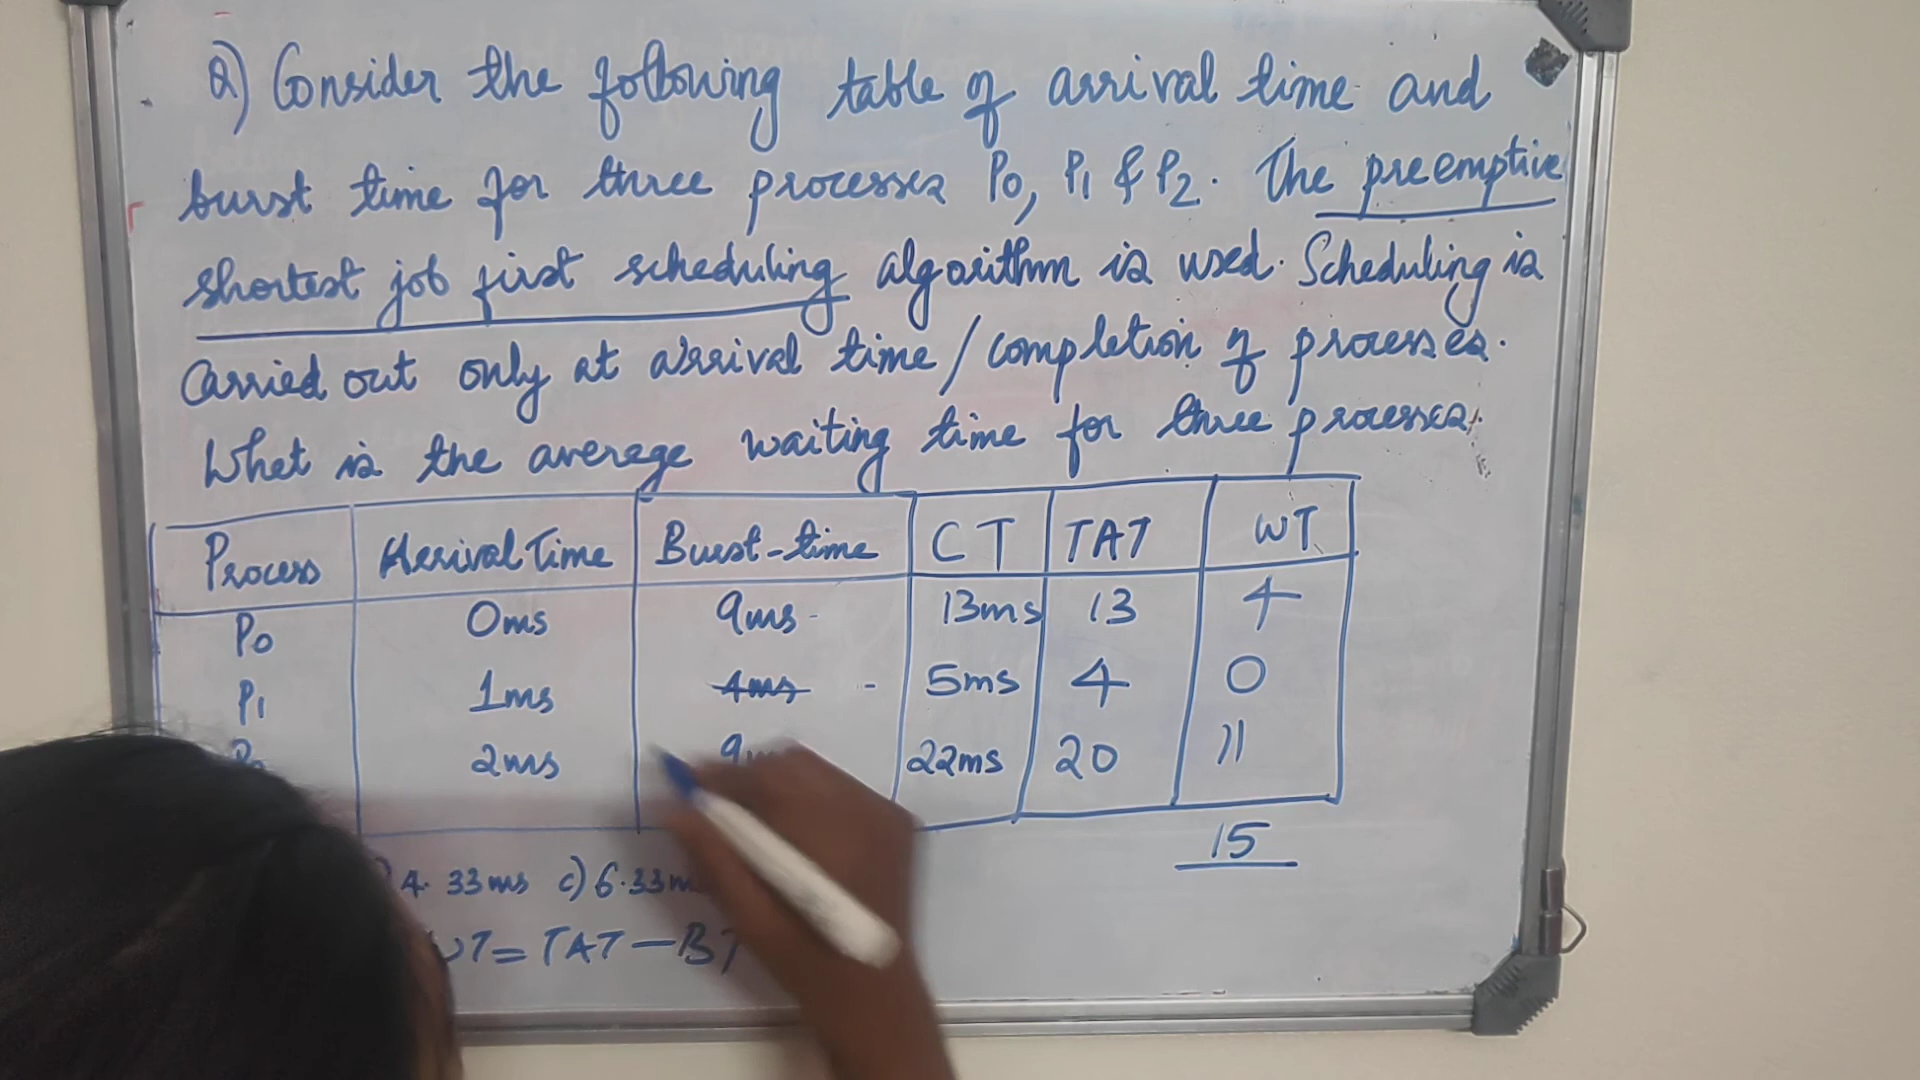 Q) Consider the following table of arrival time and
burst time for three processes P0, P1 & P2. The preemptive
shortest job first scheduling algorithm is used. Scheduling is
carried out only at arrival time/completion of processes.
What is the average waiting time for three processes.
Process Arrival Time Burst-time CT TAT WT
P0 0ms 9ms 13ms 13 4
P1 1ms 4ms 5ms 4 0
2ms 22ms 20 11
15
4.33ms c) 6.33m
WT = TAT - BT